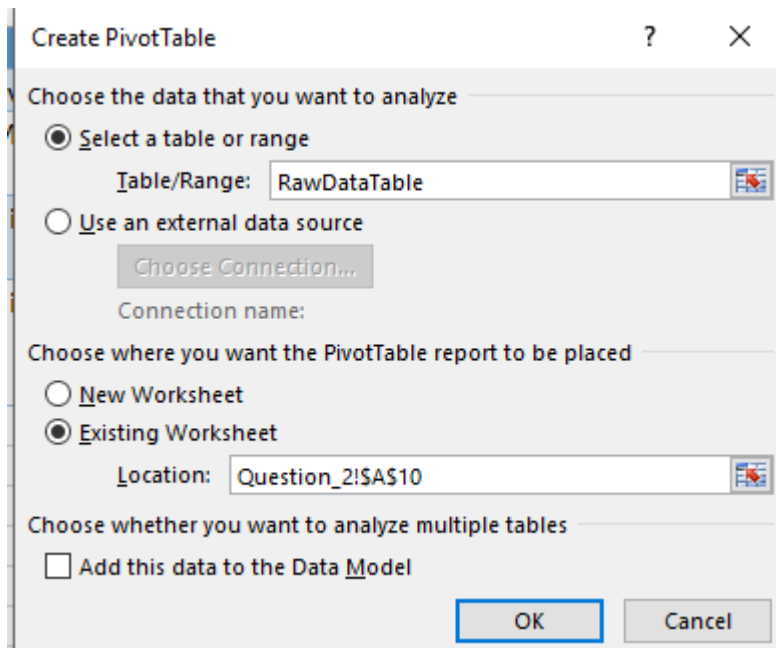 Create PivotTable ?
Choose the data that you want to analyze
Select a table or range
Table/Range: RawDataTable
Use an external data source
Choose Connection...
Connection name:
Choose where you want the PivotTable report to be placed
New Worksheet
Existing Worksheet
Location: Question_2!$A$10
Choose whether you want to analyze multiple tables
Add this data to the Data Model
OK Cancel